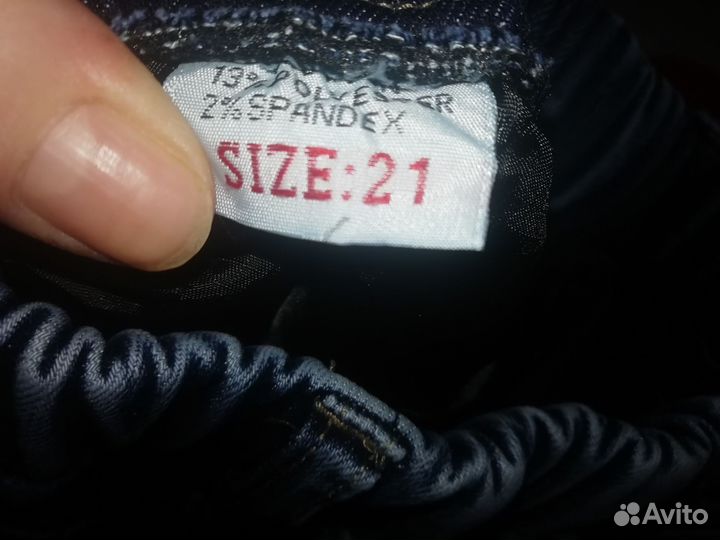 13% POLYESTER
2% SPANDEX
SIZE:21
Avito